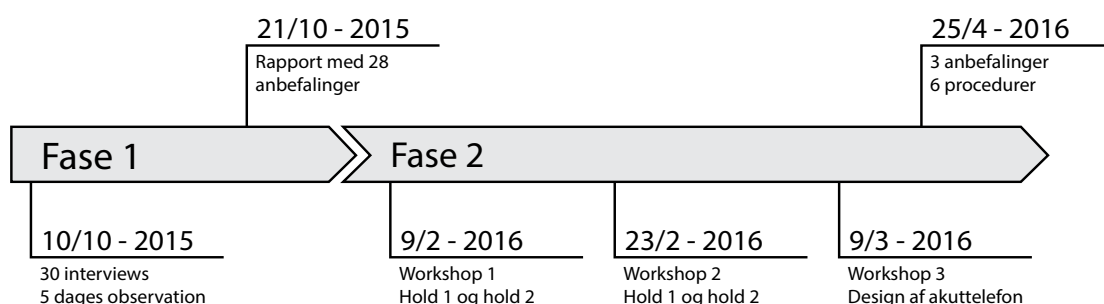 21/10 - 2015
Rapport med 28
anbefalinger
25/4 - 2016
3 anbefalinger
6 procedurer
Fase 1
Fase 2
10/10 - 2015
30 interviews
5 dages observation
9/2 - 2016
Workshop 1
Hold 1 og hold 2
23/2 - 2016
Workshop 2
Hold 1 og hold 2
9/3 - 2016
Workshop 3
Design af akuttelefon